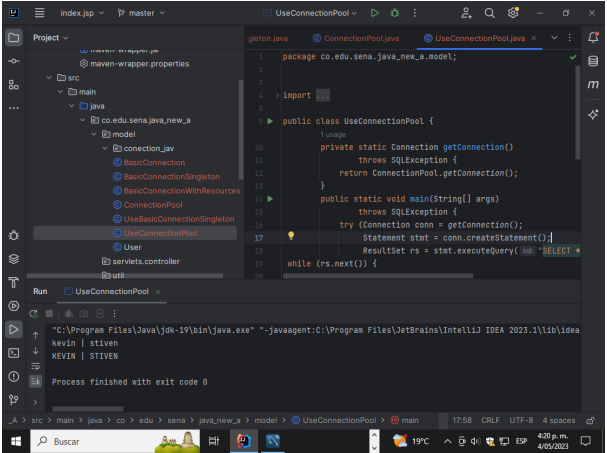 index.jsp
master
UseConnectionPool
Project
gleton.java
ConnectionPool.java
UseConnectionPool.java
maven-wrapper.jar
maven-wrapper.properties
src
main
java
co.edu.sena.java_new_a
model
conection_jav
BasicConnection
BasicConnectionSingleton
BasicConnectionWithResources
ConnectionPool
UseBasicConnectionSingleton
UseConnectionPool
User
servlets.controller
util
1 package co.edu.sena.java_new_a.model;
2
3
4 import ...
8
9 public class UseConnectionPool {
1 usage
10 private static Connection getConnection()
11 throws SQLException {
12 return ConnectionPool.getConnection();
13 }
14 public static void main(String[] args)
15 throws SQLException {
16 try (Connection conn = getConnection();
17 Statement stmt = conn.createStatement();
18 ResultSet rs = stmt.executeQuery( sql: "SELECT *
19 while (rs.next()) {
Run
UseConnectionPool
"C:\Program Files\Java\jdk-19\bin\java.exe" "-javaagent:C:\Program Files\JetBrains\IntelliJ IDEA 2023.1\lib\idea
kevin | stiven
KEVIN | STIVEN
Process finished with exit code 0
_A > src > main > java > co > edu > sena > java_new_a > model > UseConnectionPool > main
17:58 CRLF UTF-8 4 spaces
Buscar
19°C
ESP
4:20 p. m.
4/05/2023